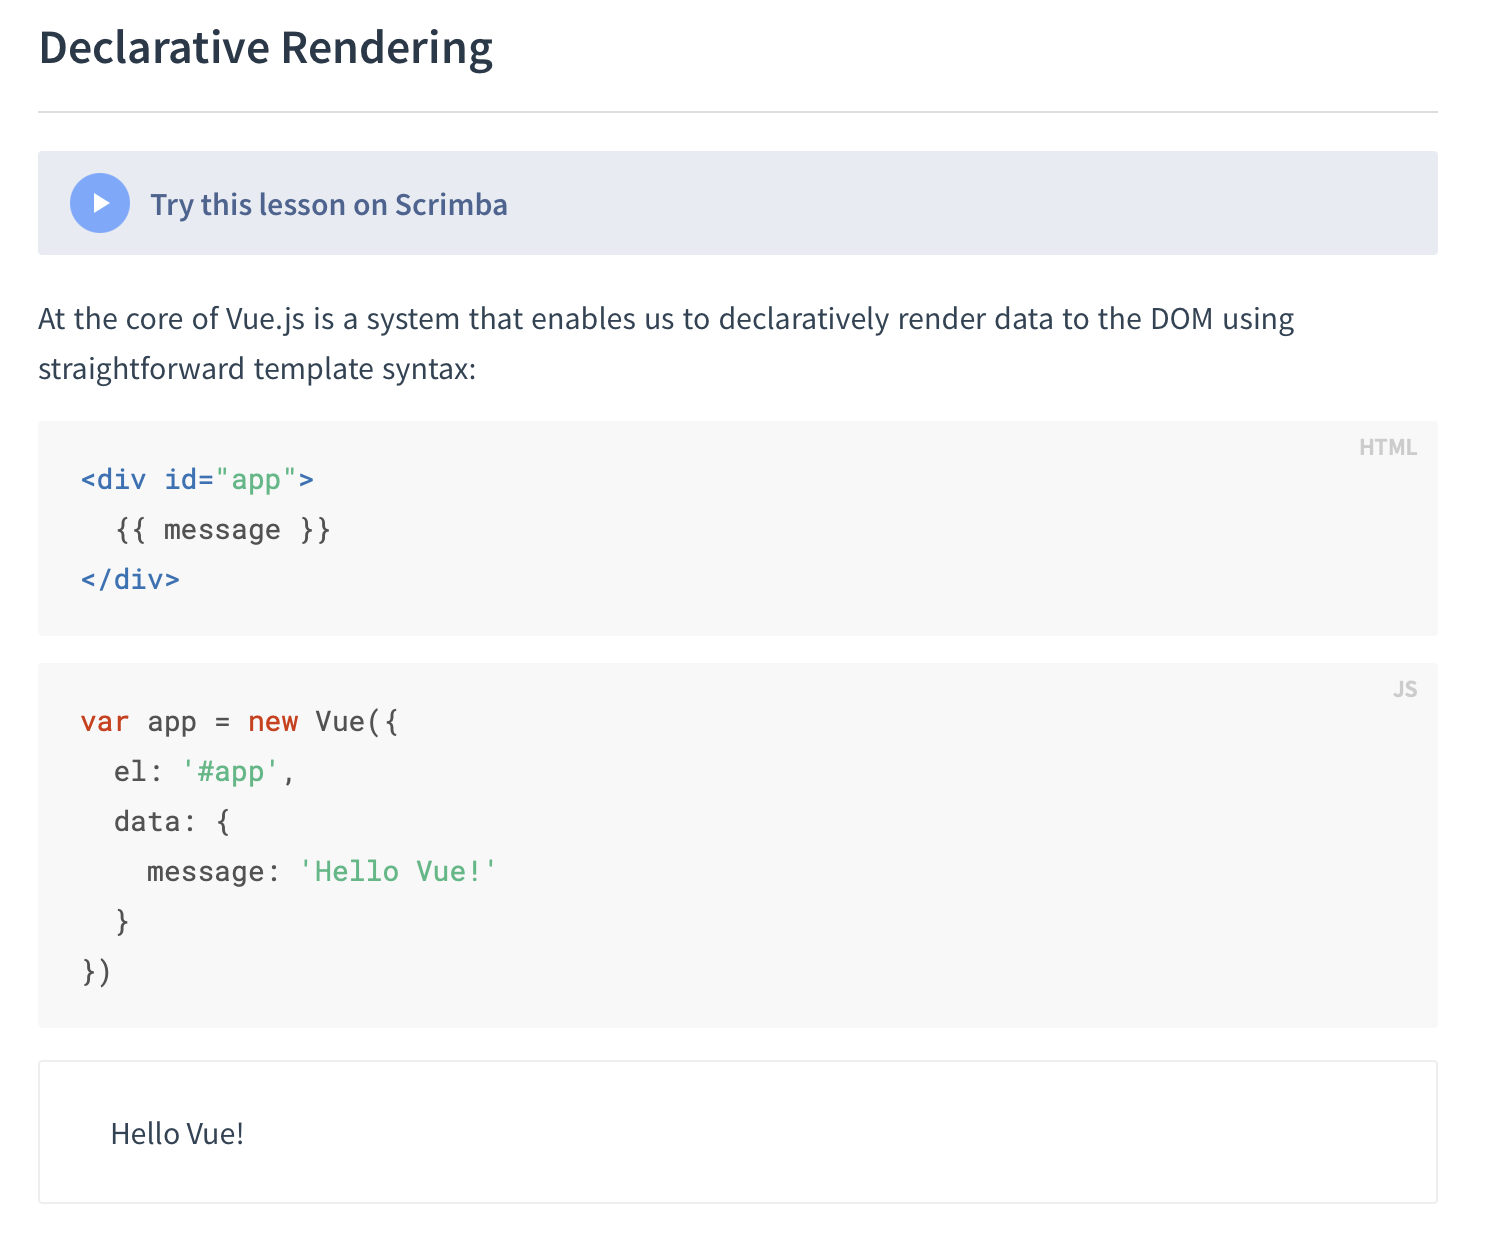 Declarative Rendering
Try this lesson on Scrimba
At the core of Vue.js is a system that enables us to declaratively render data to the DOM using
straightforward template syntax:
HTML
<div id="app">
  {{ message }}
</div>
JS
var app = new Vue({
  el: '#app',
  data: {
    message: 'Hello Vue!'
  }
})
Hello Vue!